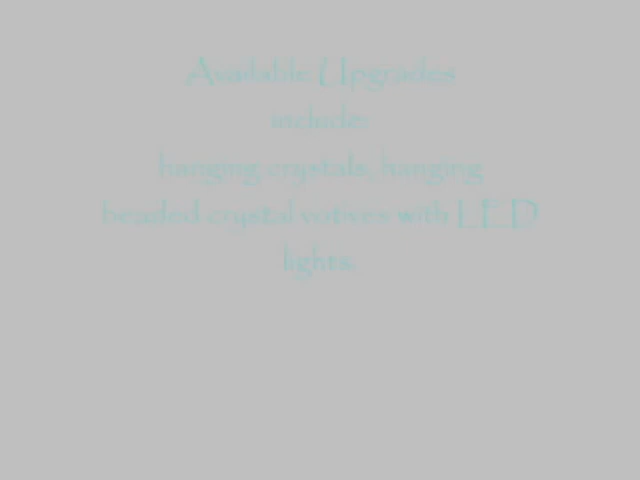 Available Upgrades
include:
hanging crystals, hanging
beaded crystal votives with LED
lights.